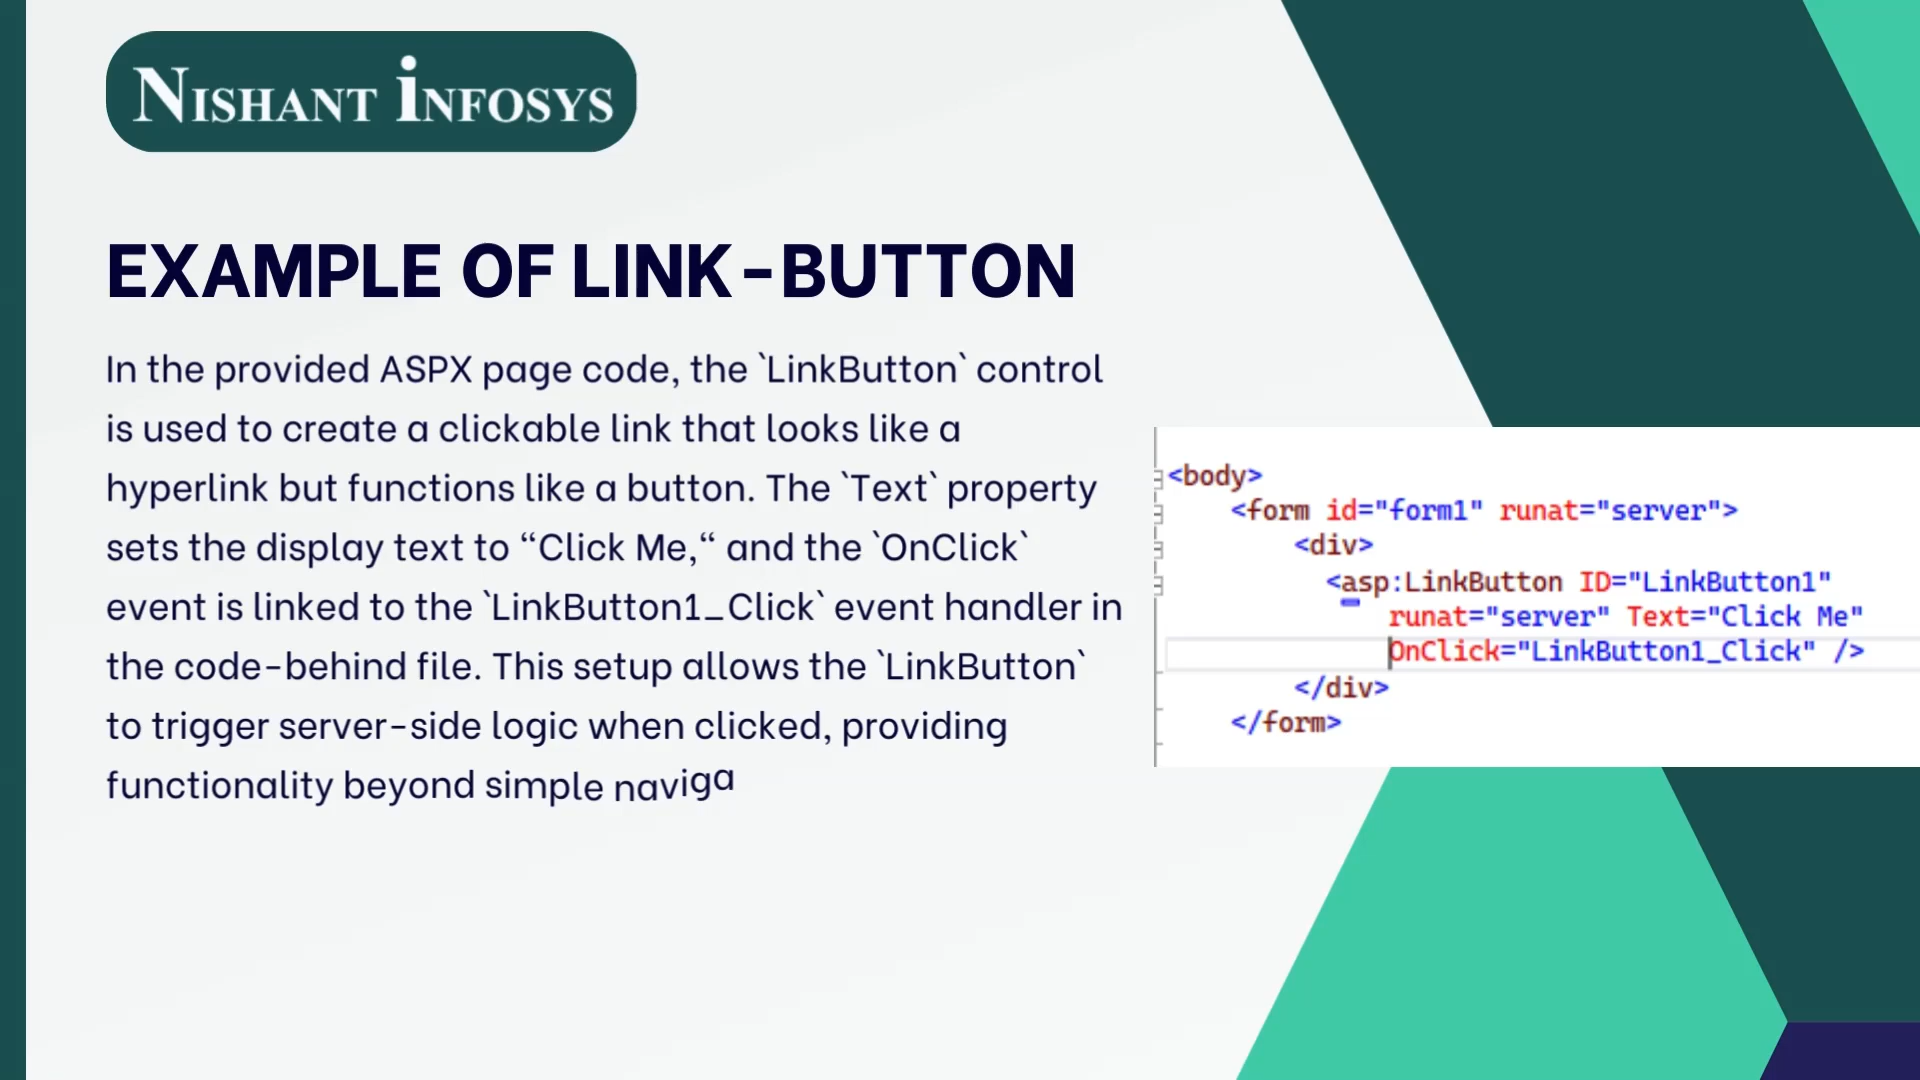 NISHANT iNFOSYS
EXAMPLE OF LINK-BUTTON
In the provided ASPX page code, the `LinkButton` control
is used to create a clickable link that looks like a
hyperlink but functions like a button. The `Text` property
sets the display text to “Click Me,“ and the `OnClick`
event is linked to the `LinkButton1_Click` event handler in
the code-behind file. This setup allows the `LinkButton`
to trigger server-side logic when clicked, providing
functionality beyond simple naviga
<body>
<form id="form1" runat="server">
<div>
<asp:LinkButton ID="LinkButton1"
runat="server" Text="Click Me"
OnClick="LinkButton1_Click" />
</div>
</form>